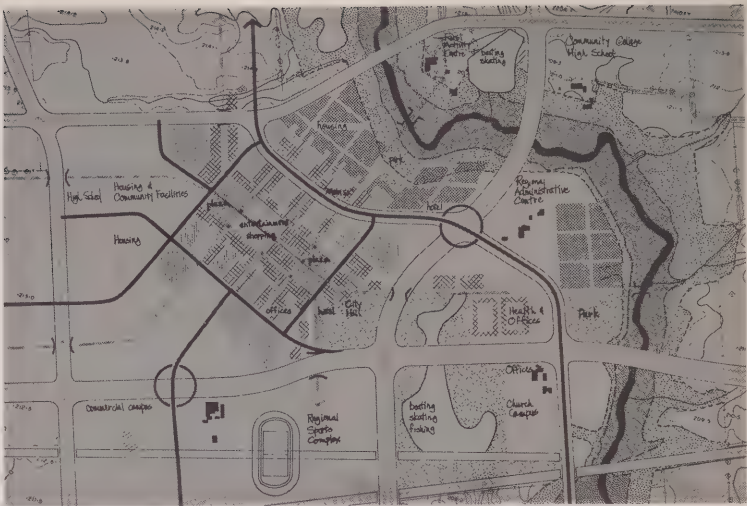 boating
skating
Community College
High School
housing
park
High School
Housing &
Community Facilities
Housing
plaza
entertainment
shopping
plaza
hotel
Regional
Administrative
Centre
offices
hotel
City
Hall
Health &
Offices
Park
Commercial campus
Regional
Sports
Complex
boating
skating
fishing
Offices
Church
Campus